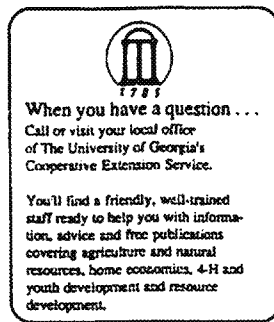 1785
When you have a question . . .
Call or visit your local office
of The University of Georgia's
Cooperative Extension Service.
You'll find a friendly, well-trained
staff ready to help you with informa-
tion, advice and free publications
covering agriculture and natural
resources, home economics, 4-H and
youth development and resource
development.